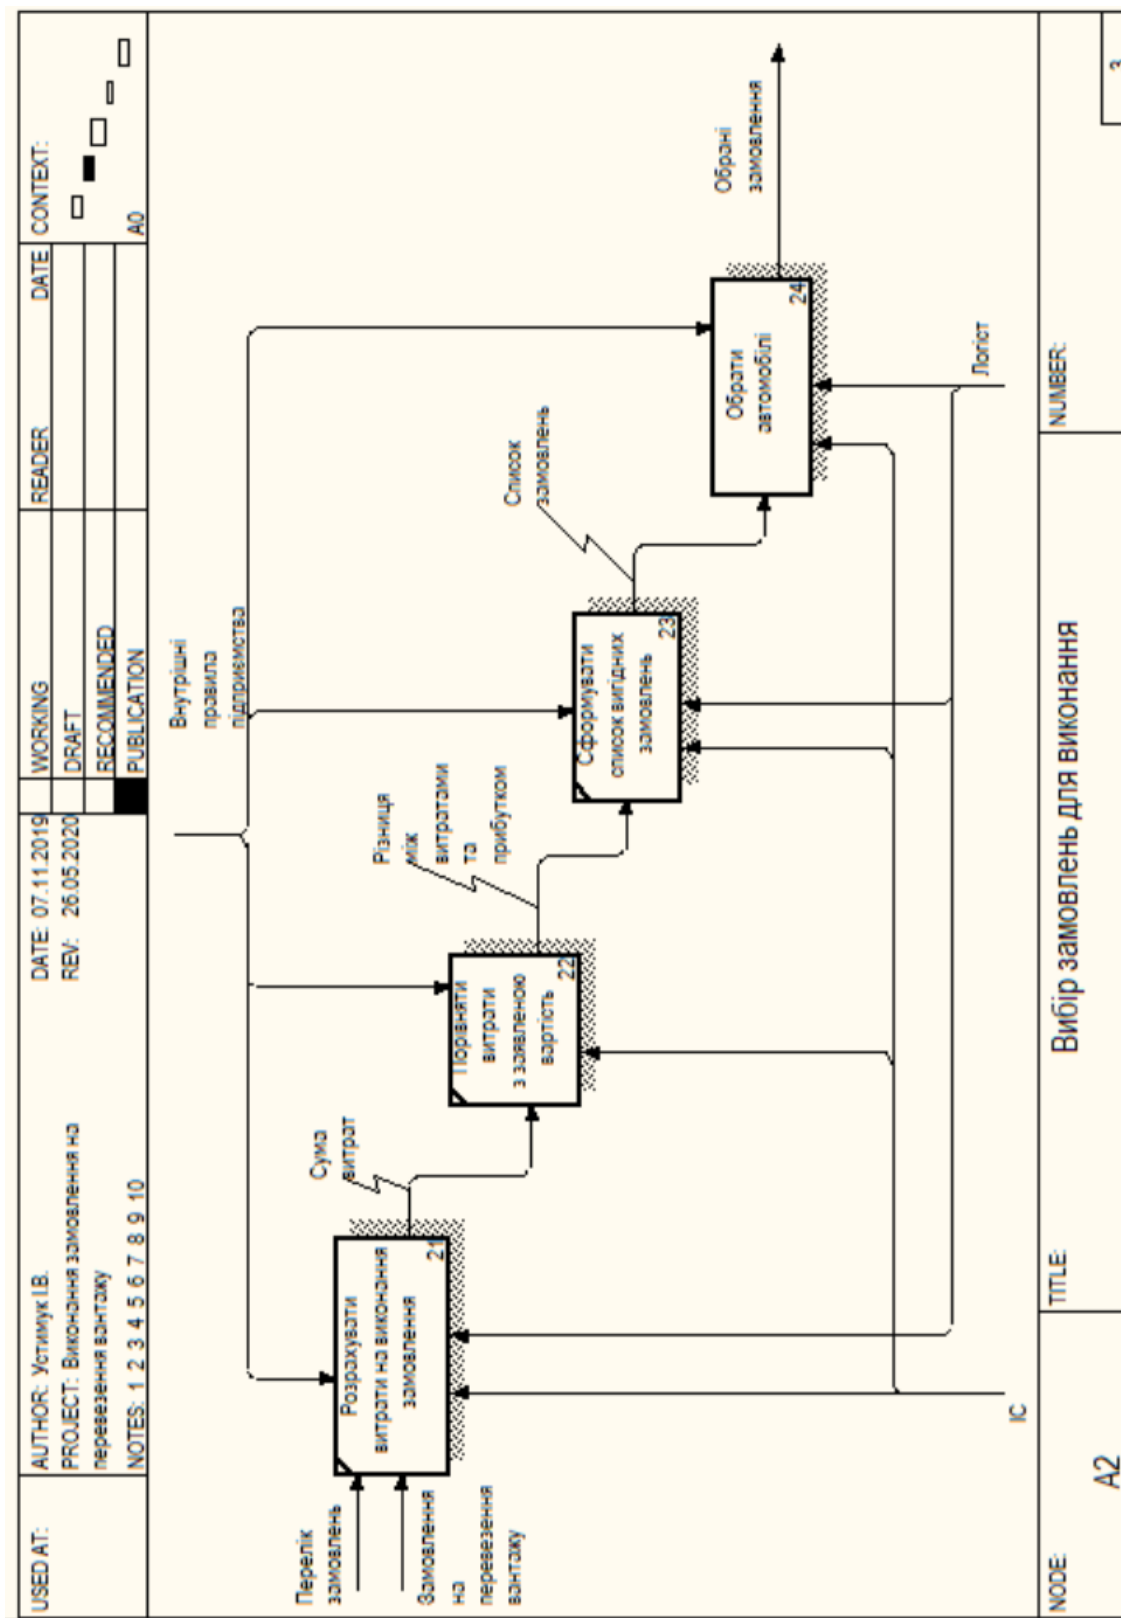 USED AT:
AUTHOR: Устимук І.В.
PROJECT: Виконання замовлення на
перевезення вантажу
NOTES: 1 2 3 4 5 6 7 8 9 10
DATE: 07.11.2019
REV: 26.05.2020
WORKING
DRAFT
RECOMMENDED
PUBLICATION
READER
DATE
CONTEXT:
A0
Внутрішні
правила
підприємства
Перелік
замовлень
Замовлення
на
перевезення
вантажу
Розрахувати
витрати на виконання
замовлення
21
Сума
витрат
Порівняти
витрати
з заявленою
вартість
22
Різниця
між
витратами
та
прибутком
Сформувати
список вигідних
замовлень
23
Список
замовлень
Обрати
автомобілі
24
Обрані
замовлення
ІС
Логіст
NODE:
A2
TITLE:
Вибір замовлень для виконання
NUMBER:
3